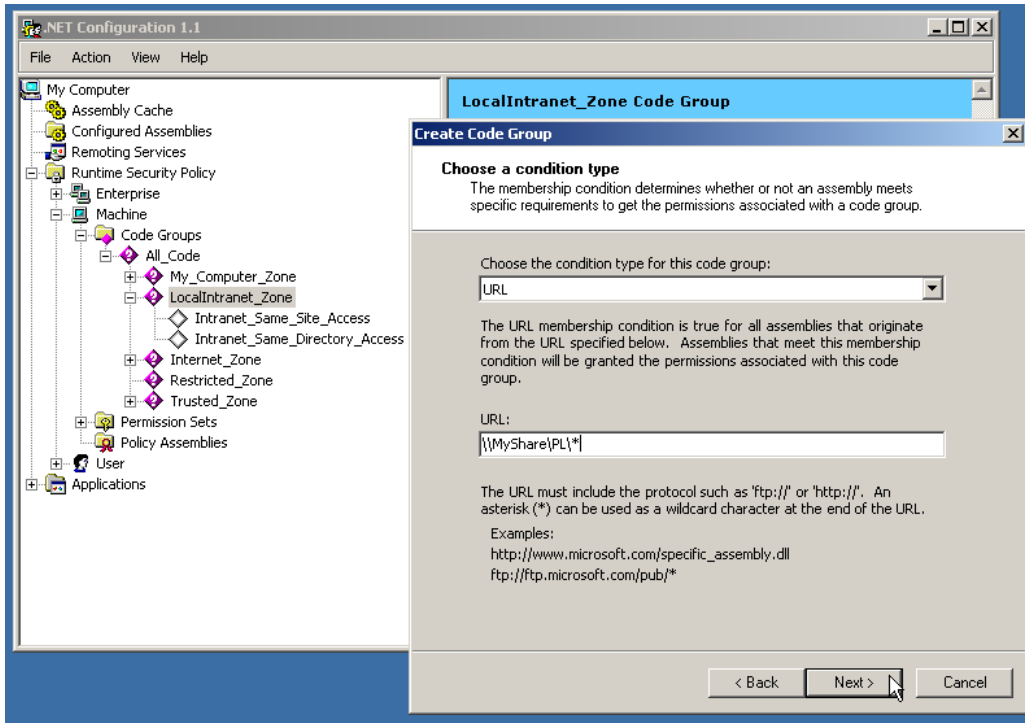 .NET Configuration 1.1
File Action View Help
My Computer
Assembly Cache
Configured Assemblies
Remoting Services
Runtime Security Policy
Enterprise
Machine
Code Groups
All_Code
My_Computer_Zone
LocalIntranet_Zone
Intranet_Same_Site_Access
Intranet_Same_Directory_Access
Internet_Zone
Restricted_Zone
Trusted_Zone
Permission Sets
Policy Assemblies
User
Applications
LocalIntranet_Zone Code Group
Create Code Group
Choose a condition type
The membership condition determines whether or not an assembly meets
specific requirements to get the permissions associated with a code group.
Choose the condition type for this code group:
URL
The URL membership condition is true for all assemblies that originate
from the URL specified below. Assemblies that meet this membership
condition will be granted the permissions associated with this code
group.
URL:
\\MyShare\PL\*
The URL must include the protocol such as 'ftp://' or 'http://'. An
asterisk (*) can be used as a wildcard character at the end of the URL.
Examples:
http://www.microsoft.com/specific_assembly.dll
ftp://ftp.microsoft.com/pub/*
< Back Next > Cancel